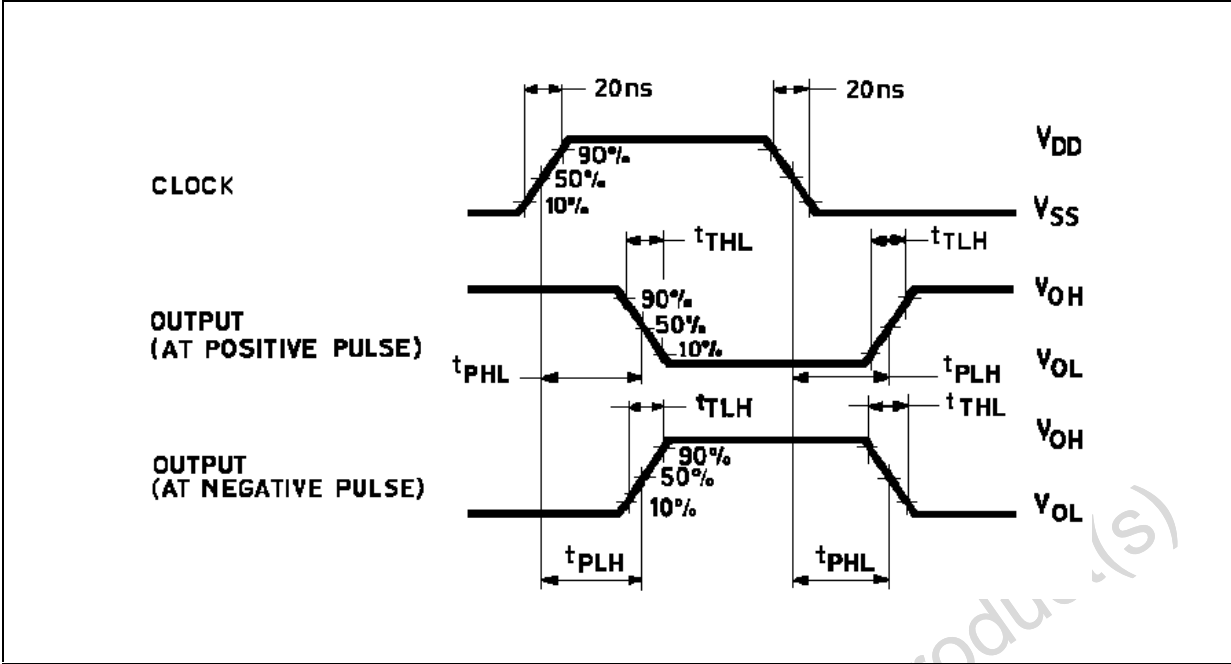 20ns
20ns
CLOCK
90%
50%
10%
VDD
VSS
tTHL
tTLH
OUTPUT
(AT POSITIVE PULSE)
90%
50%
10%
VOH
VOL
tPHL
tPLH
tTLH
tTHL
OUTPUT
(AT NEGATIVE PULSE)
90%
50%
10%
VOH
VOL
tPLH
tPHL